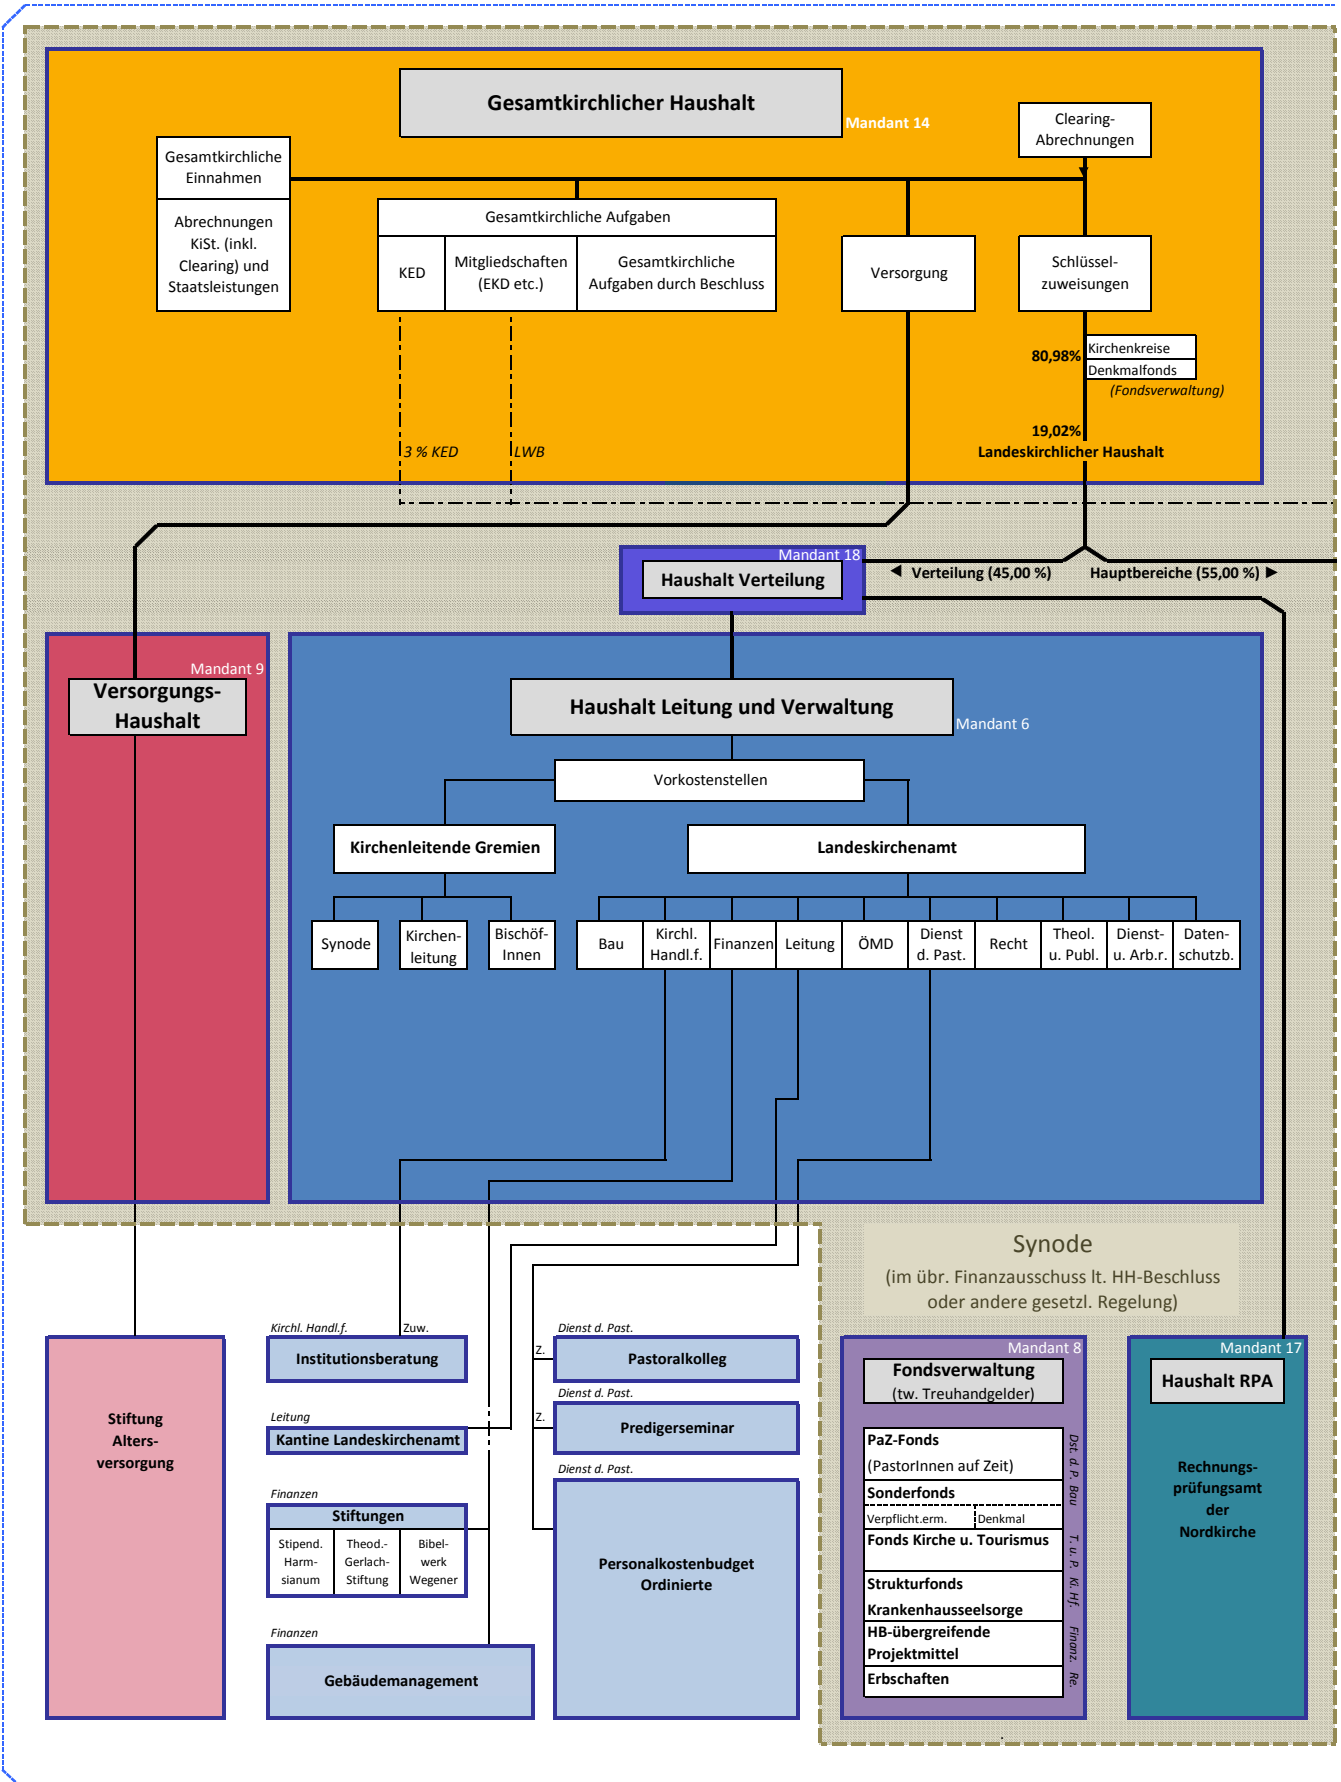 Gesamtkirchlicher Haushalt
Mandant 14
Clearing-
Abrechnungen
Gesamtkirchliche
Einnahmen
Abrechnungen
KiSt. (inkl.
Clearing) und
Staatsleistungen
Gesamtkirchliche Aufgaben
KED
Mitgliedschaften
(EKD etc.)
Gesamtkirchliche
Aufgaben durch Beschluss
Versorgung
Schlüssel-
zuweisungen
80,98%
Kirchenkreise
Denkmalfonds
(Fondsverwaltung)
3 % KED
LWB
19,02%
Landeskirchlicher Haushalt
Mandant 18
Haushalt Verteilung
◄ Verteilung (45,00 %)
Hauptbereiche (55,00 %) ►
Mandant 9
Versorgungs-
Haushalt
Haushalt Leitung und Verwaltung
Mandant 6
Vorkostenstellen
Kirchenleitende Gremien
Landeskirchenamt
Synode
Kirchen-
leitung
Bischöf-
Innen
Bau
Kirchl.
Handl.f.
Finanzen
Leitung
ÖMD
Dienst
d. Past.
Recht
Theol.
u. Publ.
Dienst-
u. Arb.r.
Daten-
schutzb.
Synode
(im übr. Finanzausschuss lt. HH-Beschluss
oder andere gesetzl. Regelung)
Stiftung
Alters-
versorgung
Kirchl. Handl.f.
Zuw.
Institutionsberatung
Leitung
Kantine Landeskirchenamt
Finanzen
Stiftungen
Stipend.
Harm-
sianum
Theod.-
Gerlach-
Stiftung
Bibel-
werk
Wegener
Finanzen
Gebäudemanagement
Dienst d. Past.
Z.
Pastoralkolleg
Dienst d. Past.
Z.
Predigerseminar
Dienst d. Past.
Personalkostenbudget
Ordinierte
Mandant 8
Fondsverwaltung
(tw. Treuhandgelder)
PaZ-Fonds
(PastorInnen auf Zeit)
Sonderfonds
Verpflicht.erm.
Denkmal
Fonds Kirche u. Tourismus
Strukturfonds
Krankenhausseelsorge
HB-übergreifende
Projektmittel
Erbschaften
Dst. d. P.
Bau
T. u. P.
Ki. Hf.
Finanz.
Re.
Mandant 17
Haushalt RPA
Rechnungs-
prüfungsamt
der
Nordkirche